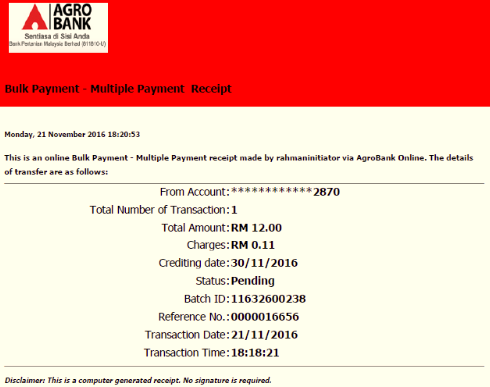 AGRO
BANK
Sentiasa di Sisi Anda
Bank Pertanian Malaysia Berhad (811810-U)
Bulk Payment - Multiple Payment Receipt
Monday, 21 November 2016 18:20:53
This is an online Bulk Payment - Multiple Payment receipt made by rahmaninitiator via AgroBank Online. The details
of transfer are as follows:
From Account: ************2870
Total Number of Transaction: 1
Total Amount: RM 12.00
Charges: RM 0.11
Crediting date: 30/11/2016
Status: Pending
Batch ID: 11632600238
Reference No.: 0000016656
Transaction Date: 21/11/2016
Transaction Time: 18:18:21
Disclaimer: This is a computer generated receipt. No signature is required.